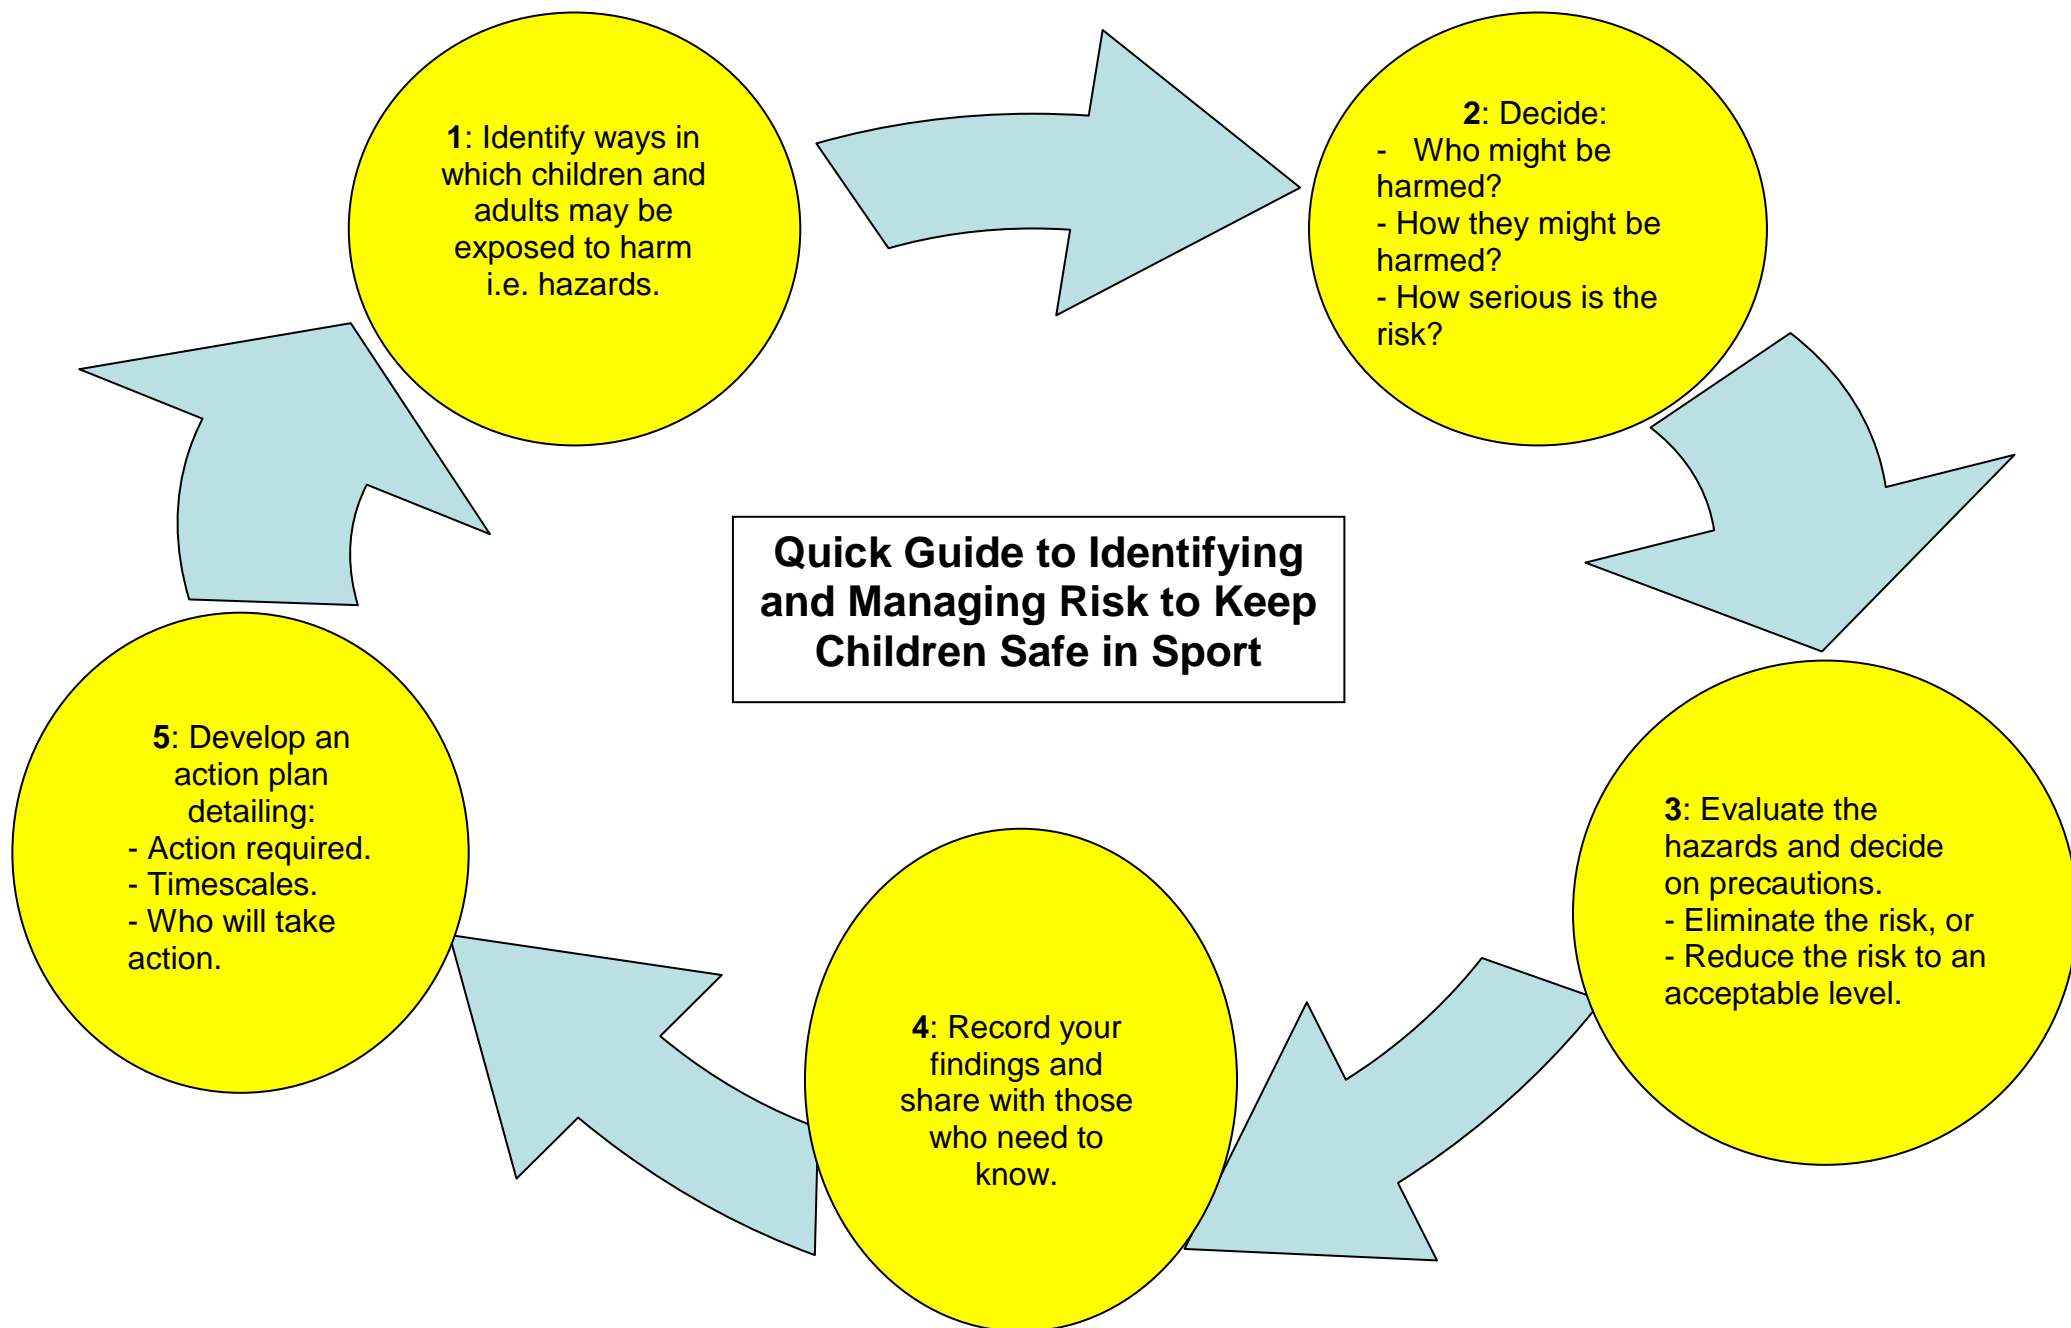 1: Identify ways in
which children and
adults may be
exposed to harm
i.e. hazards.
2: Decide:
- Who might be
harmed?
- How they might be
harmed?
- How serious is the
risk?
Quick Guide to Identifying
and Managing Risk to Keep
Children Safe in Sport
3: Evaluate the
hazards and decide
on precautions.
- Eliminate the risk, or
- Reduce the risk to an
acceptable level.
4: Record your
findings and
share with those
who need to
know.
5: Develop an
action plan
detailing:
- Action required.
- Timescales.
- Who will take
action.